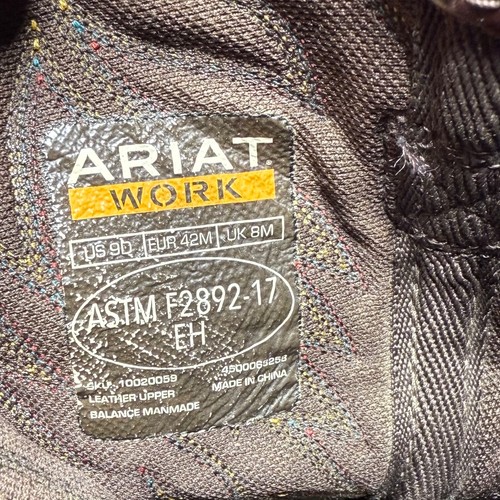 ARIAT
WORK
US 9D EUR 42M UK 8M
ASTM F2892-17
EH
SKU: 10020059
LEATHER UPPER
BALANCE MANMADE
4500069258
MADE IN CHINA